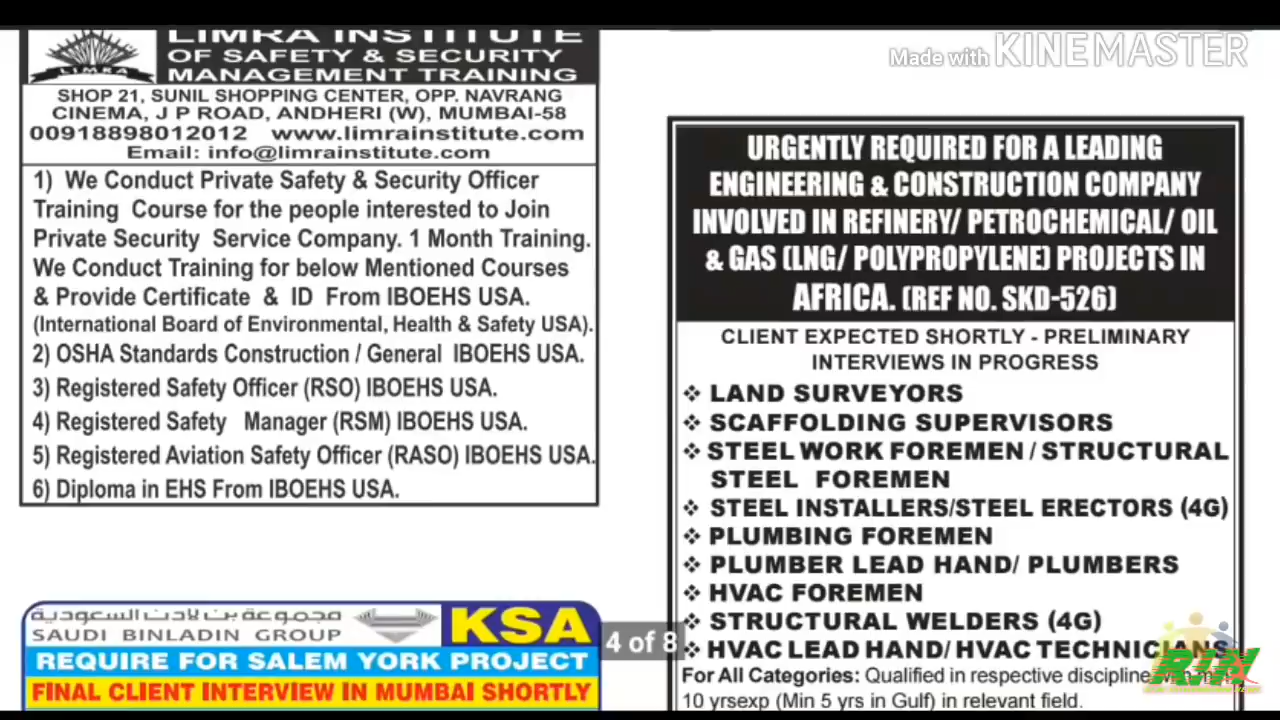 LIMRA INSTITUTE
OF SAFETY & SECURITY
MANAGEMENT TRAINING
LIMRA
SHOP 21, SUNIL SHOPPING CENTER, OPP. NAVRANG
CINEMA, J P ROAD, ANDHERI (W), MUMBAI-58
00918898012012 www.limrainstitute.com
Email: info@limrainstitute.com
1) We Conduct Private Safety & Security Officer
Training Course for the people interested to Join
Private Security Service Company. 1 Month Training.
We Conduct Training for below Mentioned Courses
& Provide Certificate & ID From IBOEHS USA.
(International Board of Environmental, Health & Safety USA).
2) OSHA Standards Construction / General IBOEHS USA.
3) Registered Safety Officer (RSO) IBOEHS USA.
4) Registered Safety Manager (RSM) IBOEHS USA.
5) Registered Aviation Safety Officer (RASO) IBOEHS USA.
6) Diploma in EHS From IBOEHS USA.
مجموعة بن لادن السعودية
SAUDI BINLADIN GROUP
KSA
REQUIRE FOR SALEM YORK PROJECT
FINAL CLIENT INTERVIEW IN MUMBAI SHORTLY
4 of 8
Made with KINEMASTER
URGENTLY REQUIRED FOR A LEADING
ENGINEERING & CONSTRUCTION COMPANY
INVOLVED IN REFINERY/ PETROCHEMICAL/ OIL
& GAS (LNG/ POLYPROPYLENE) PROJECTS IN
AFRICA. (REF NO. SKD-526)
CLIENT EXPECTED SHORTLY - PRELIMINARY
INTERVIEWS IN PROGRESS
❖ LAND SURVEYORS
❖ SCAFFOLDING SUPERVISORS
❖ STEEL WORK FOREMEN / STRUCTURAL
STEEL FOREMEN
❖ STEEL INSTALLERS/STEEL ERECTORS (4G)
❖ PLUMBING FOREMEN
❖ PLUMBER LEAD HAND/ PLUMBERS
❖ HVAC FOREMEN
❖ STRUCTURAL WELDERS (4G)
❖ HVAC LEAD HAND/ HVAC TECHNICIANS
For All Categories: Qualified in respective discipline
10 yrsexp (Min 5 yrs in Gulf) in relevant field.